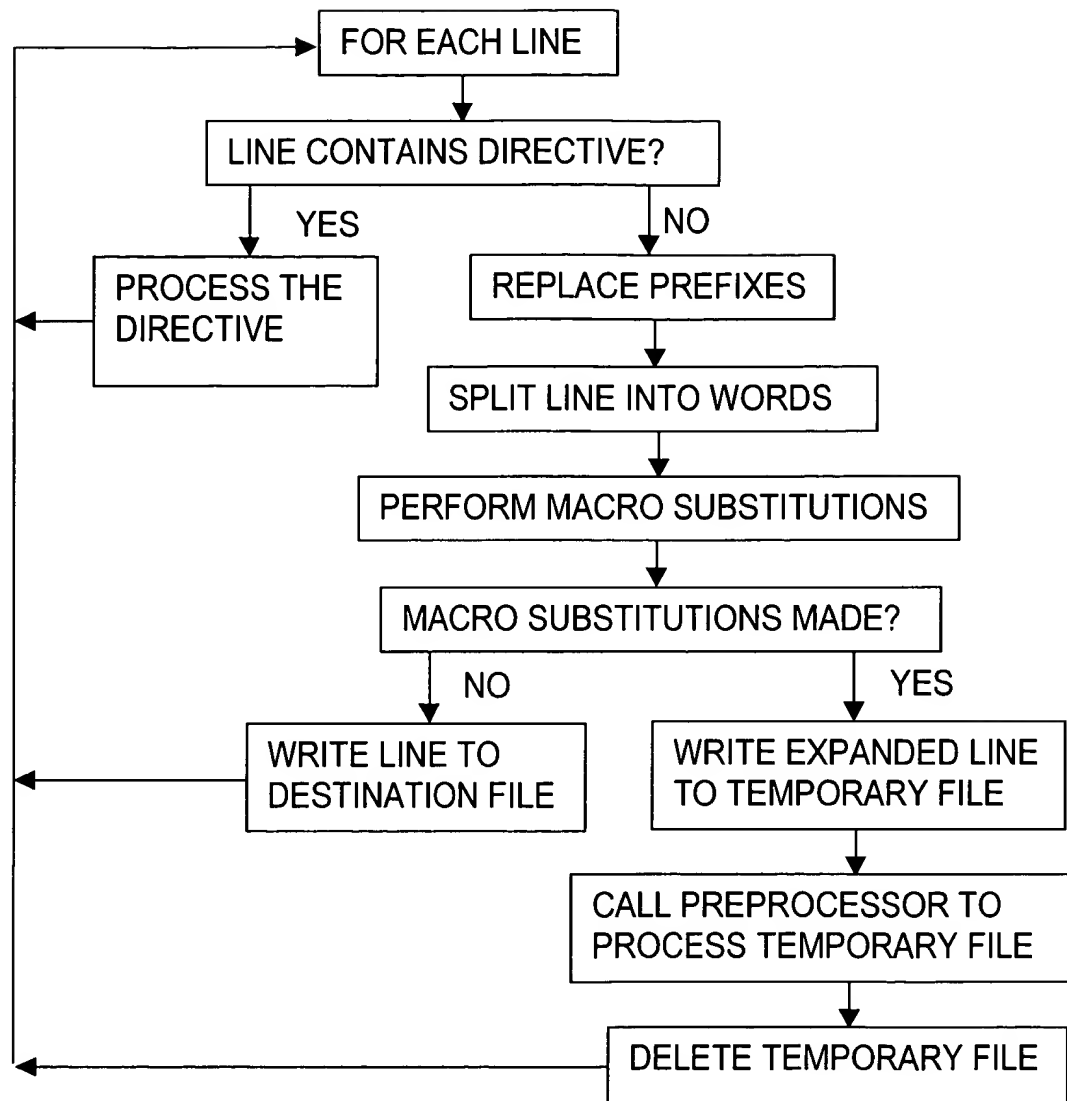 FOR EACH LINE
LINE CONTAINS DIRECTIVE?
YES
NO
PROCESS THE
DIRECTIVE
REPLACE PREFIXES
SPLIT LINE INTO WORDS
PERFORM MACRO SUBSTITUTIONS
MACRO SUBSTITUTIONS MADE?
NO
YES
WRITE LINE TO
DESTINATION FILE
WRITE EXPANDED LINE
TO TEMPORARY FILE
CALL PREPROCESSOR TO
PROCESS TEMPORARY FILE
DELETE TEMPORARY FILE